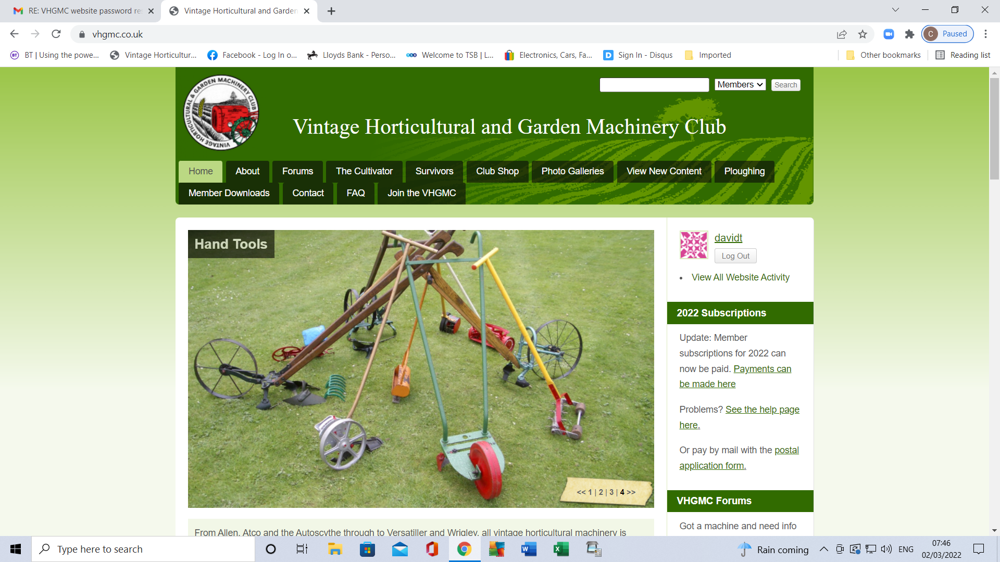 RE: VHGMC website password re
Vintage Horticultural and Garden
vhgmc.co.uk
C Paused
BT | Using the powe...
Vintage Horticultur...
Facebook - Log In o...
Lloyds Bank - Perso...
Welcome to TSB | L...
Electronics, Cars, Fa...
Sign In - Disqus
Imported
Other bookmarks
Reading list
VINTAGE HORTICULTURAL & GARDEN MACHINERY CLUB
Members
Search
Vintage Horticultural and Garden Machinery Club
Home
About
Forums
The Cultivator
Survivors
Club Shop
Photo Galleries
View New Content
Ploughing
Member Downloads
Contact
FAQ
Join the VHGMC
Hand Tools
<< 1 | 2 | 3 | 4 >>
From Allen, Atco and the Autoscythe through to Versatiller and Wrigley, all vintage horticultural machinery is
davidt
Log Out
• View All Website Activity
2022 Subscriptions
Update: Member
subscriptions for 2022 can
now be paid. Payments can
be made here
Problems? See the help page
here.
Or pay by mail with the postal
application form.
VHGMC Forums
Got a machine and need info
Type here to search
Rain coming
ENG
07:46
02/03/2022